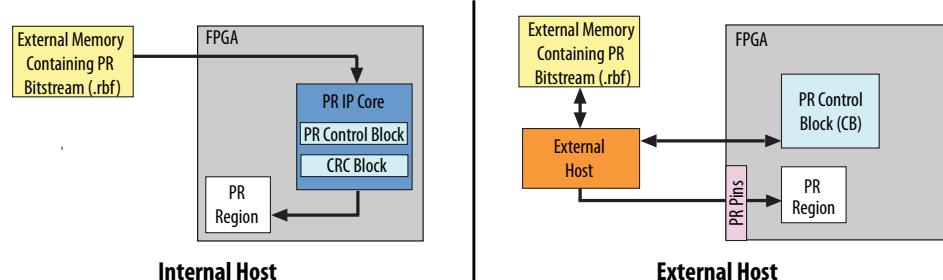 External Memory
Containing PR
Bitstream (.rbf)
FPGA
PR IP Core
PR Control Block
CRC Block
PR
Region
Internal Host
External Memory
Containing PR
Bitstream (.rbf)
FPGA
PR Control
Block (CB)
External
Host
PR Pins
PR
Region
External Host